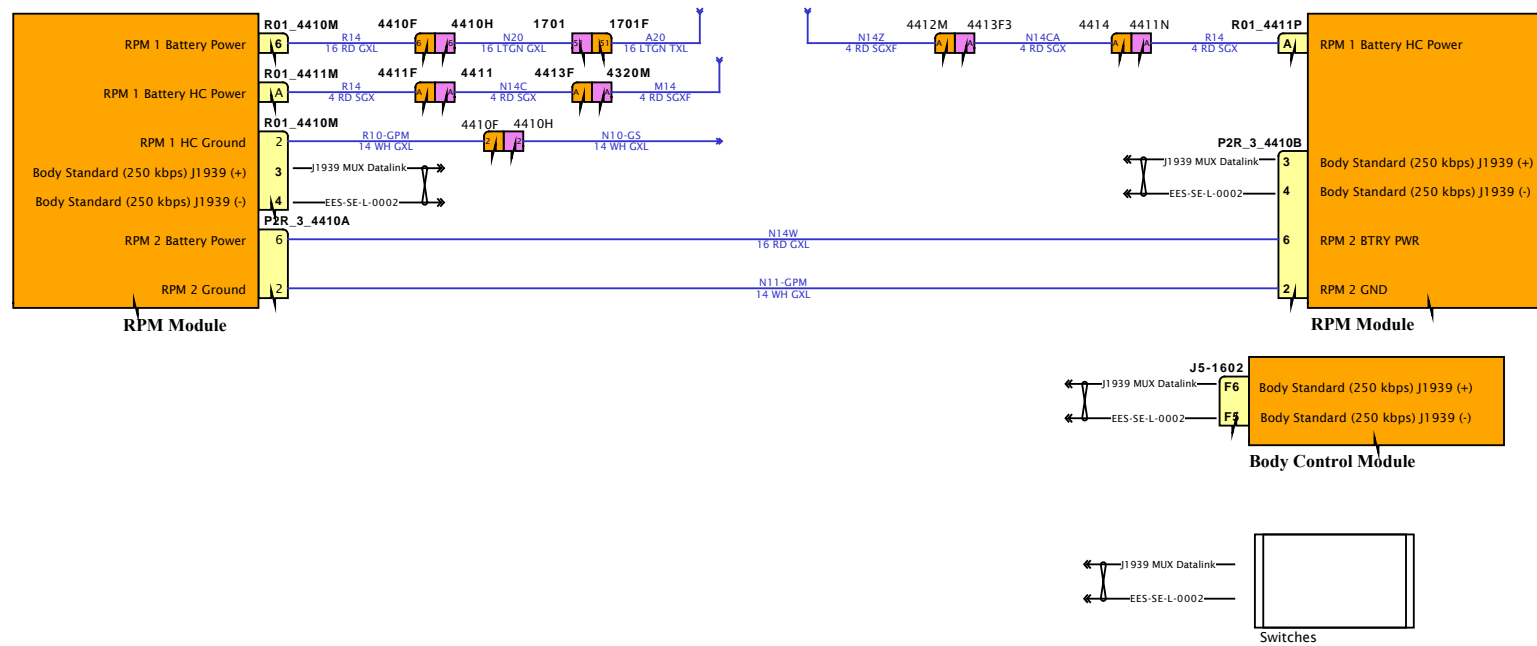 R01_4410M 4410F 4410H 1701 1701F
RPM 1 Battery Power 6 R14 6 6 N20 51 51 A20
16 RD GXL 16 LTGN GXL 16 LTGN TXL
R01_4411M 4411F 4411 4413F 4320M
RPM 1 Battery HC Power A R14 A A N14C A A M14
4 RD SGX 4 RD SGX 4 RD SGXF
R01_4410M 4410F 4410H
RPM 1 HC Ground 2 R10-GPM 2 2 N10-GS
14 WH GXL 14 WH GXL
Body Standard (250 kbps) J1939 (+) 3 J1939 MUX Datalink
Body Standard (250 kbps) J1939 (-) 4 EES-SE-L-0002
P2R_3_4410A
RPM 2 Battery Power 6 N14W
16 RD GXL
RPM 2 Ground 2 N11-GPM
14 WH GXL
RPM Module
4412M 4413F3 4414 4411N R01_4411P
N14Z A A N14CA A A R14 A RPM 1 Battery HC Power
4 RD SGXF 4 RD SGX 4 RD SGX
P2R_3_4410B
J1939 MUX Datalink 3 Body Standard (250 kbps) J1939 (+)
EES-SE-L-0002 4 Body Standard (250 kbps) J1939 (-)
6 RPM 2 BTRY PWR
2 RPM 2 GND
RPM Module
J5-1602
J1939 MUX Datalink F6 Body Standard (250 kbps) J1939 (+)
EES-SE-L-0002 F5 Body Standard (250 kbps) J1939 (-)
Body Control Module
J1939 MUX Datalink
EES-SE-L-0002
Switches